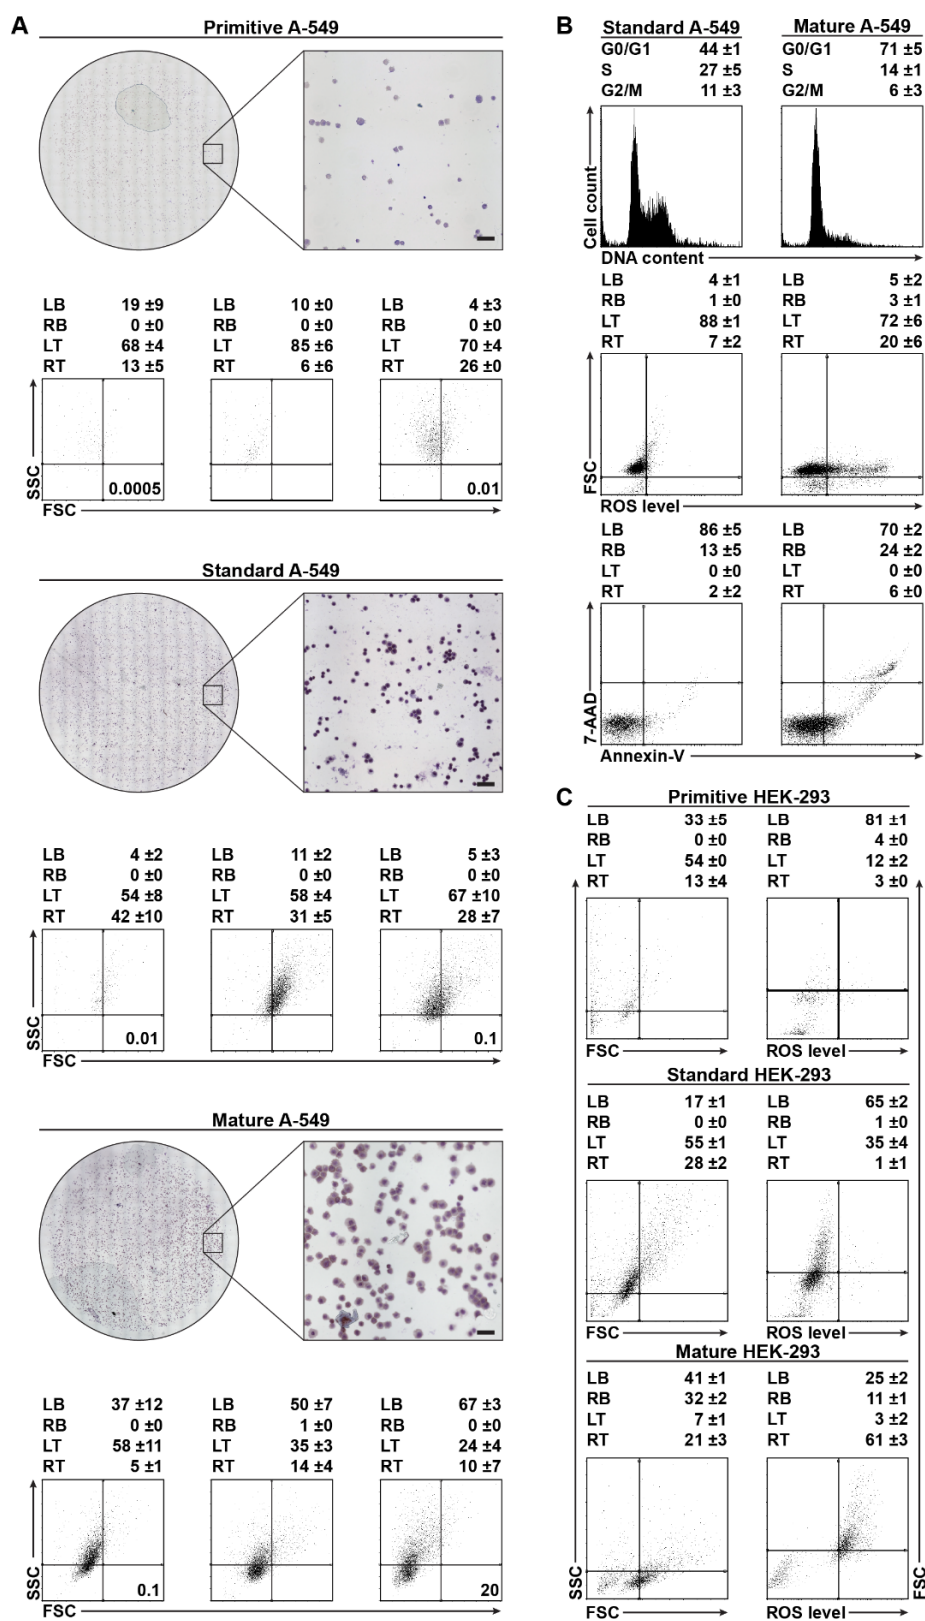 A
Primitive A-549
LB 19 ±9
RB 0 ±0
LT 68 ±4
RT 13 ±5
LB 10 ±0
RB 0 ±0
LT 85 ±6
RT 6 ±6
LB 4 ±3
RB 0 ±0
LT 70 ±4
RT 26 ±0
SSC
0.0005
0.01
FSC
Standard A-549
LB 4 ±2
RB 0 ±0
LT 54 ±8
RT 42 ±10
LB 11 ±2
RB 0 ±0
LT 58 ±4
RT 31 ±5
LB 5 ±3
RB 0 ±0
LT 67 ±10
RT 28 ±7
SSC
0.01
0.1
FSC
Mature A-549
LB 37 ±12
RB 0 ±0
LT 58 ±11
RT 5 ±1
LB 50 ±7
RB 1 ±0
LT 35 ±3
RT 14 ±4
LB 67 ±3
RB 0 ±0
LT 24 ±4
RT 10 ±7
SSC
0.1
20
FSC
B
Standard A-549
G0/G1 44 ±1
S 27 ±5
G2/M 11 ±3
Mature A-549
G0/G1 71 ±5
S 14 ±1
G2/M 6 ±3
Cell count
DNA content
LB 4 ±1
RB 1 ±0
LT 88 ±1
RT 7 ±2
LB 5 ±2
RB 3 ±1
LT 72 ±6
RT 20 ±6
FSC
ROS level
LB 86 ±5
RB 13 ±5
LT 0 ±0
RT 2 ±2
LB 70 ±2
RB 24 ±2
LT 0 ±0
RT 6 ±0
7-AAD
Annexin-V
C
Primitive HEK-293
LB 33 ±5
RB 0 ±0
LT 54 ±0
RT 13 ±4
LB 81 ±1
RB 4 ±0
LT 12 ±2
RT 3 ±0
FSC
ROS level
Standard HEK-293
LB 17 ±1
RB 0 ±0
LT 55 ±1
RT 28 ±2
LB 65 ±2
RB 1 ±0
LT 35 ±4
RT 1 ±1
FSC
ROS level
Mature HEK-293
LB 41 ±1
RB 32 ±2
LT 7 ±1
RT 21 ±3
LB 25 ±2
RB 11 ±1
LT 3 ±2
RT 61 ±3
SSC
FSC
FSC
ROS level